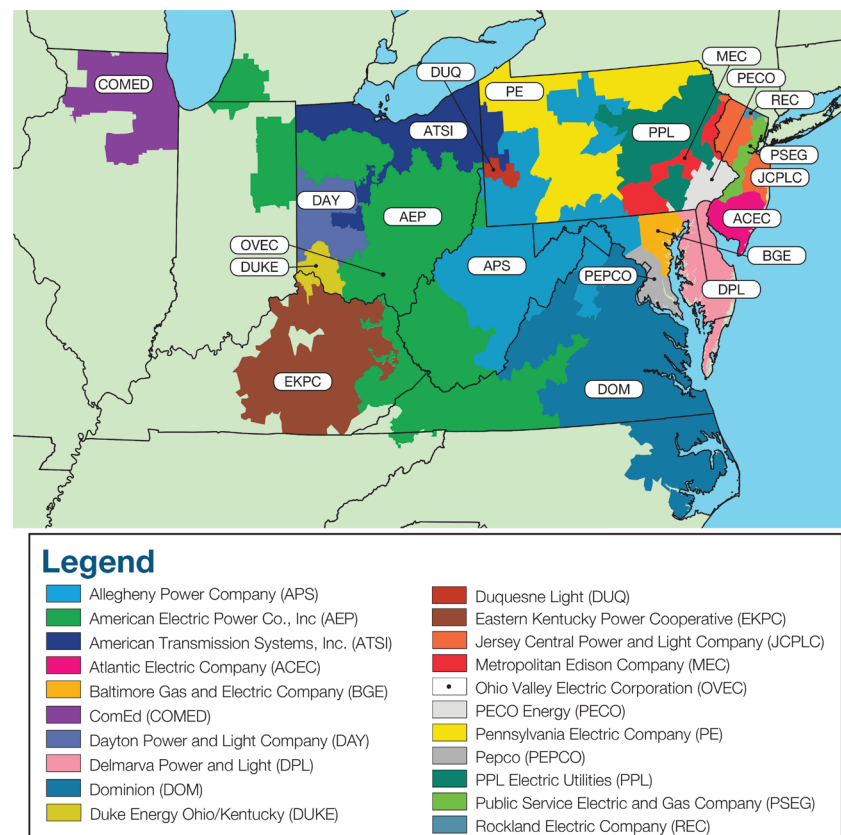 MEC
COMED
DUQ
PE
PECO
REC
ATSI
PPL
PSEG
JCPLC
DAY
AEP
ACEC
OVEC
DUKE
APS
PEPCO
BGE
DPL
EKPC
DOM
Legend
Allegheny Power Company (APS)
American Electric Power Co., Inc (AEP)
American Transmission Systems, Inc. (ATSI)
Atlantic Electric Company (ACEC)
Baltimore Gas and Electric Company (BGE)
ComEd (COMED)
Dayton Power and Light Company (DAY)
Delmarva Power and Light (DPL)
Dominion (DOM)
Duke Energy Ohio/Kentucky (DUKE)
Duquesne Light (DUQ)
Eastern Kentucky Power Cooperative (EKPC)
Jersey Central Power and Light Company (JCPLC)
Metropolitan Edison Company (MEC)
Ohio Valley Electric Corporation (OVEC)
PECO Energy (PECO)
Pennsylvania Electric Company (PE)
Pepco (PEPCO)
PPL Electric Utilities (PPL)
Public Service Electric and Gas Company (PSEG)
Rockland Electric Company (REC)